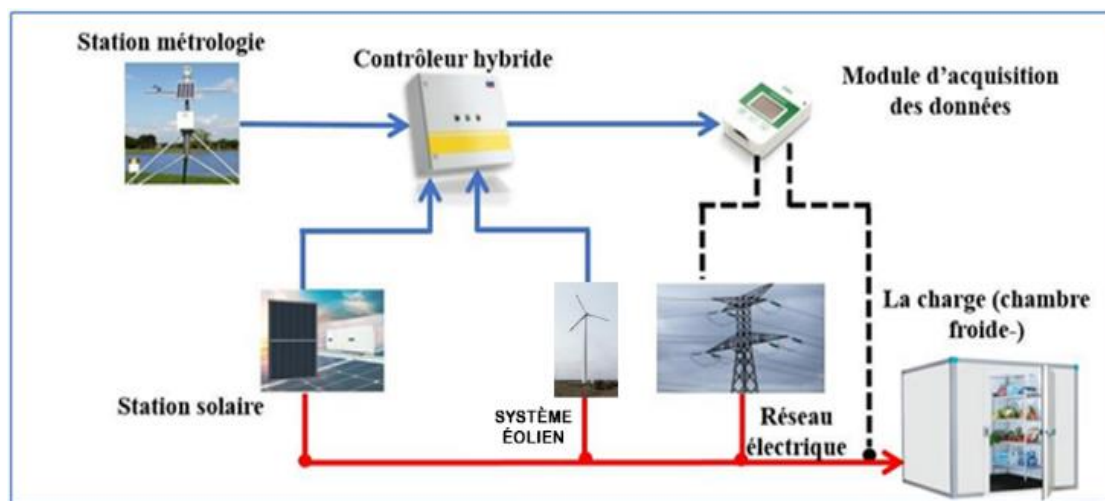 Station métrologie
Contrôleur hybride
Module d'acquisition
des données
La charge (chambre
froide-)
Station solaire
SYSTÈME
ÉOLIEN
Réseau
électrique